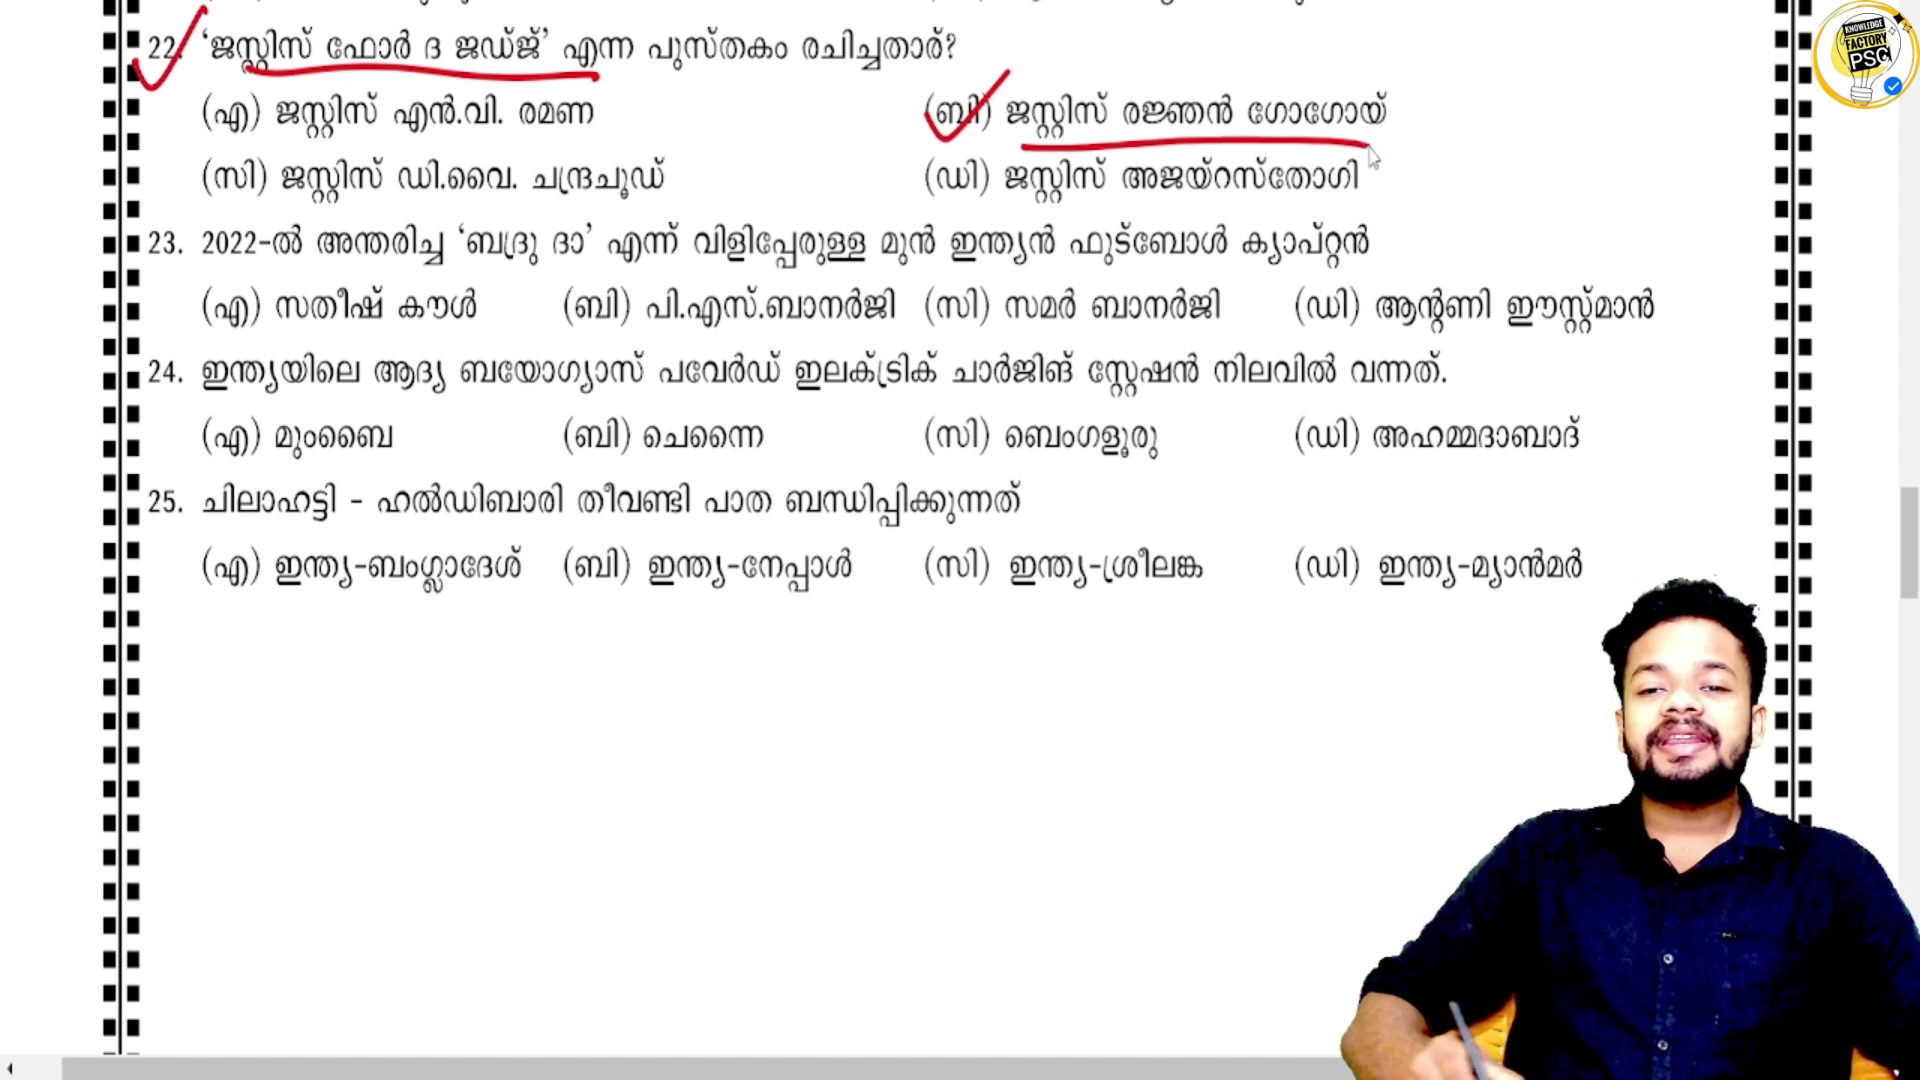 22. ‘ജസ്റ്റിസ് ഫോർ ദ ജഡ്ജ്’ എന്ന പുസ്തകം രചിച്ചതാര്?
(എ) ജസ്റ്റിസ് എൻ.വി. രമണ (ബി) ജസ്റ്റിസ് രഞ്ജൻ ഗോഗോയ്
(സി) ജസ്റ്റിസ് ഡി.വൈ. ചന്ദ്രചൂഡ് (ഡി) ജസ്റ്റിസ് അജയ്റസ്തോഗി
23. 2022-ൽ അന്തരിച്ച ‘ബദ്രു ദാ’ എന്ന് വിളിപ്പേരുള്ള മുൻ ഇന്ത്യൻ ഫുട്ബോൾ ക്യാപ്റ്റൻ
(എ) സതീഷ് കൗൾ (ബി) പി.എസ്.ബാനർജി (സി) സമർ ബാനർജി (ഡി) ആന്റണി ഈസ്റ്റ്മാൻ
24. ഇന്ത്യയിലെ ആദ്യ ബയോഗ്യാസ് പവേർഡ് ഇലക്ട്രിക് ചാർജിങ് സ്റ്റേഷൻ നിലവിൽ വന്നത്.
(എ) മുംബൈ (ബി) ചെന്നൈ (സി) ബെംഗളൂരു (ഡി) അഹമ്മദാബാദ്
25. ചിലാഹട്ടി - ഹൽഡിബാരി തീവണ്ടി പാത ബന്ധിപ്പിക്കുന്നത്
(എ) ഇന്ത്യ-ബംഗ്ലാദേശ് (ബി) ഇന്ത്യ-നേപ്പാൾ (സി) ഇന്ത്യ-ശ്രീലങ്ക (ഡി) ഇന്ത്യ-മ്യാൻമർ
KNOWLEDGE
FACTORY
PSC